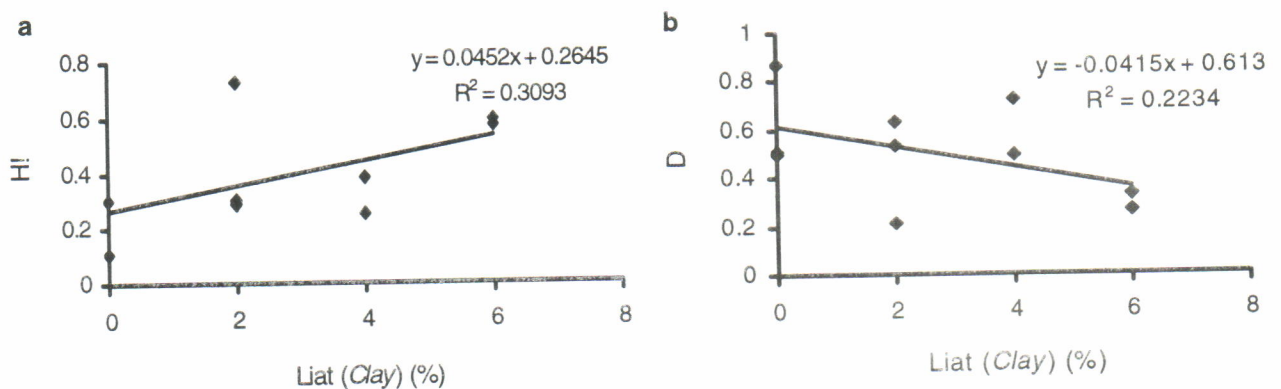 a
y = 0.0452x + 0.2645
R² = 0.3093
0.8
0.6
0.4
0.2
0
H!
0 2 4 6 8
Liat (Clay) (%)
b
y = -0.0415x + 0.613
R² = 0.2234
1
0.8
0.6
0.4
0.2
0
D
0 2 4 6 8
Liat (Clay) (%)